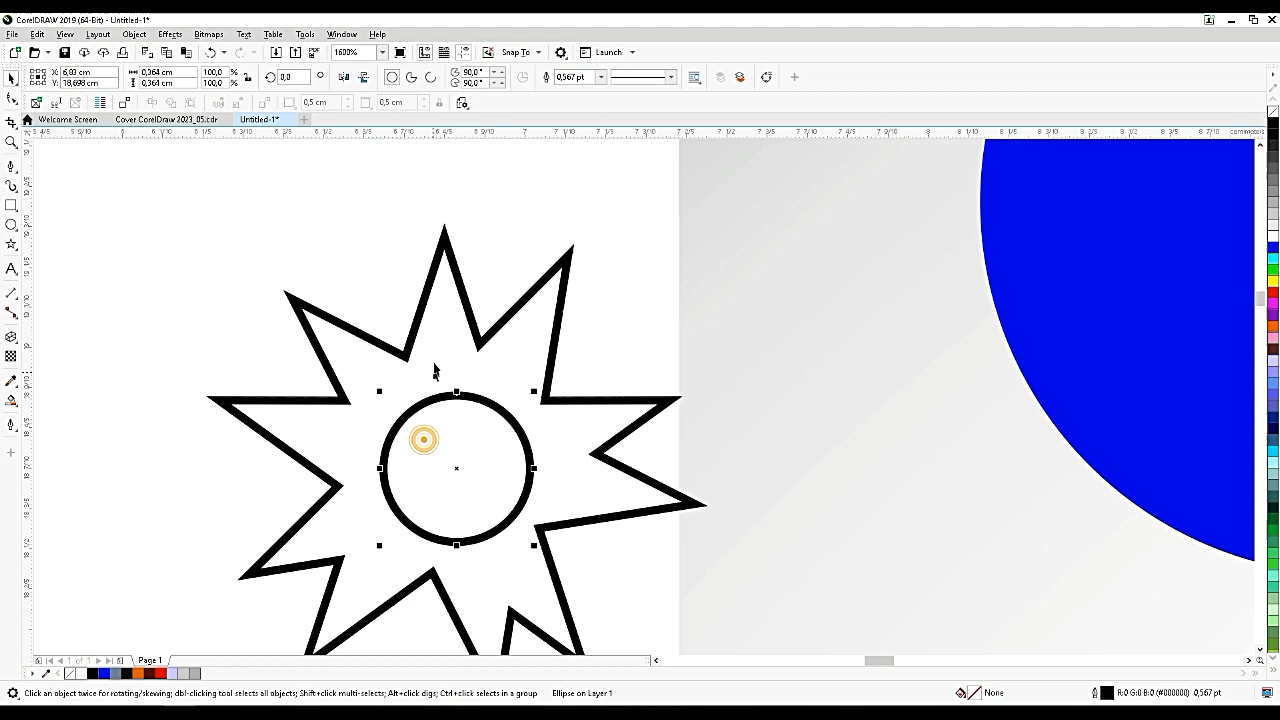 CorelDRAW 2019 (64-Bit) - Untitled-1*
File Edit View Layout Object Effects Bitmaps Text Table Tools Window Help
1600% Snap To Launch
X: 6,03 cm 0,364 cm 100,0 % 0,0 ° 90,0 ° 0,567 pt
Y: 18,698 cm 0,364 cm 100,0 % 90,0 °
0,5 cm 0,5 cm
Welcome Screen Cover CorelDraw 2023_05.cdr Untitled-1*
centimeters
1 of 1 Page 1
Click an object twice for rotating/skewing; dbl-clicking tool selects all objects; Shift+click multi-selects; Alt+click digs; Ctrl+click selects in a group Ellipse on Layer 1 None R:0 G:0 B:0 (#000000) 0,567 pt